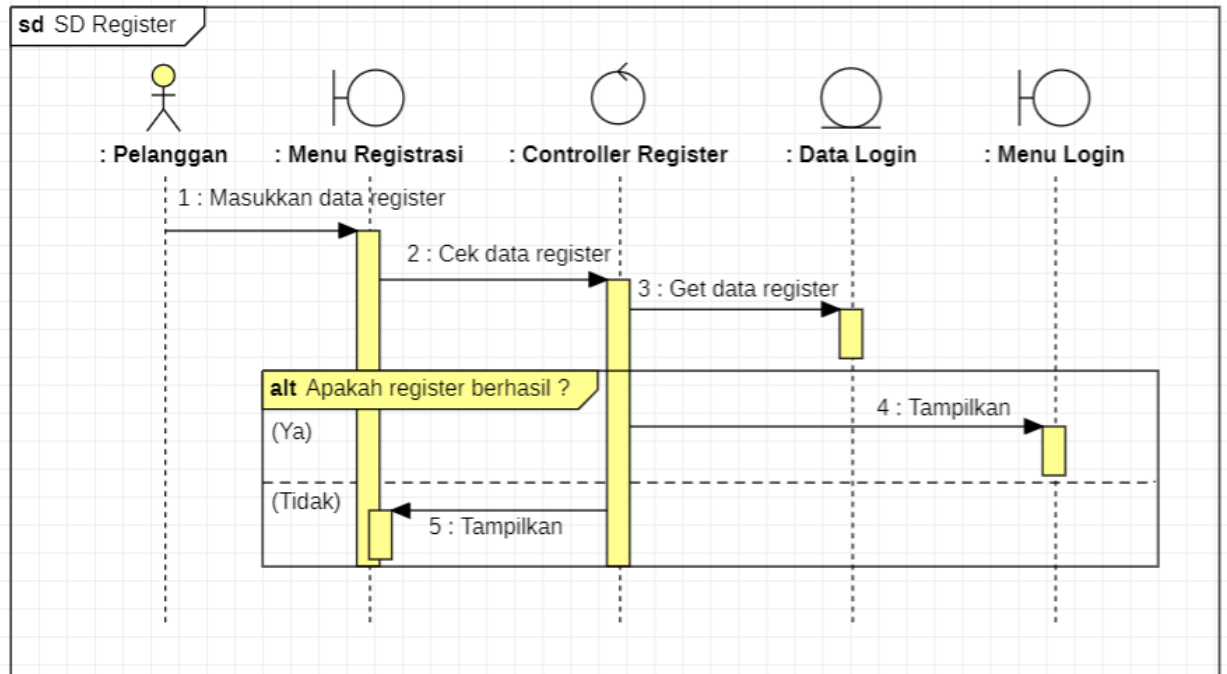 sd SD Register
: Pelanggan
: Menu Registrasi
: Controller Register
: Data Login
: Menu Login
1 : Masukkan data register
2 : Cek data register
3 : Get data register
alt Apakah register berhasil ?
4 : Tampilkan
(Ya)
(Tidak)
5 : Tampilkan